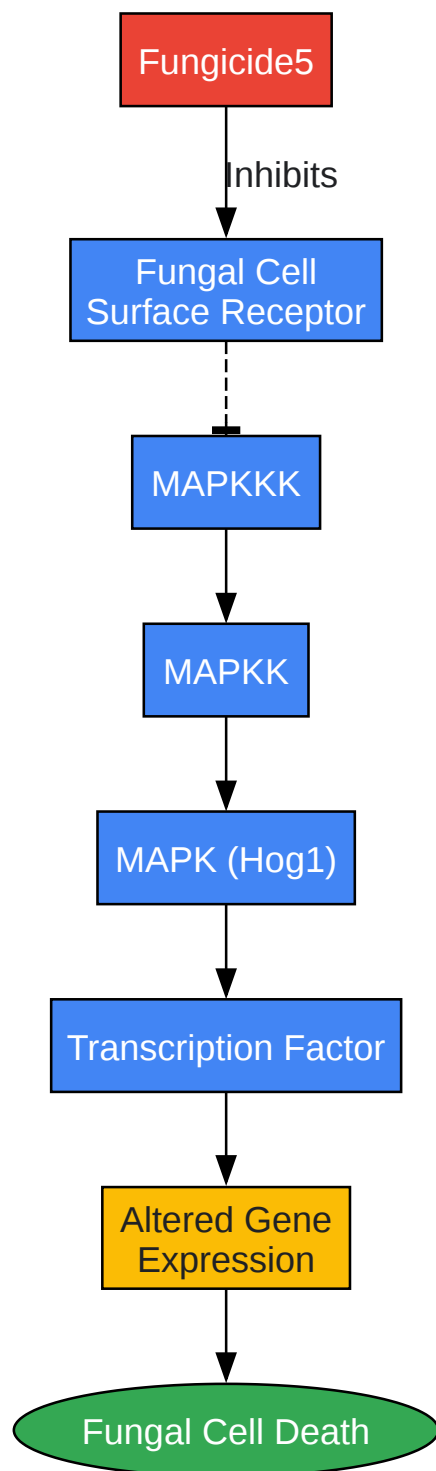 Fungicide5
Inhibits
Fungal Cell
Surface Receptor
MAPKKK
MAPKK
MAPK (Hog1)
Transcription Factor
Altered Gene
Expression
Fungal Cell Death